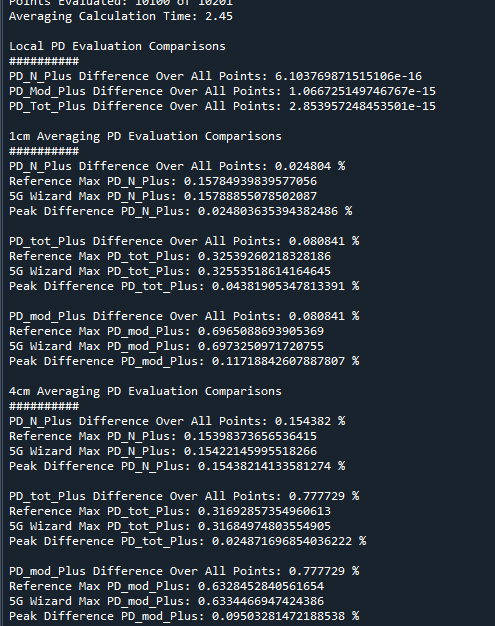 Points Evaluated: 10100 of 10201
Averaging Calculation Time: 2.45
Local PD Evaluation Comparisons
##########
PD_N_Plus Difference Over All Points: 6.103769871515106e-16
PD_Mod_Plus Difference Over All Points: 1.066725149746767e-15
PD_Tot_Plus Difference Over All Points: 2.853957248453501e-15
1cm Averaging PD Evaluation Comparisons
##########
PD_N_Plus Difference Over All Points: 0.024804 %
Reference Max PD_N_Plus: 0.15784939839577056
5G Wizard Max PD_N_Plus: 0.15788855078502087
Peak Difference PD_N_Plus: 0.024803635394382486 %
PD_tot_Plus Difference Over All Points: 0.080841 %
Reference Max PD_tot_Plus: 0.32539260218328186
5G Wizard Max PD_tot_Plus: 0.32553518614164645
Peak Difference PD_tot_Plus: 0.04381905347813391 %
PD_mod_Plus Difference Over All Points: 0.080841 %
Reference Max PD_mod_Plus: 0.6965088693905369
5G Wizard Max PD_mod_Plus: 0.6973250971720755
Peak Difference PD_mod_Plus: 0.11718842607887807 %
4cm Averaging PD Evaluation Comparisons
##########
PD_N_Plus Difference Over All Points: 0.154382 %
Reference Max PD_N_Plus: 0.15398373656536415
5G Wizard Max PD_N_Plus: 0.15422145995518266
Peak Difference PD_N_Plus: 0.15438214133581274 %
PD_tot_Plus Difference Over All Points: 0.777729 %
Reference Max PD_tot_Plus: 0.31692857354960613
5G Wizard Max PD_tot_Plus: 0.31684974803554905
Peak Difference PD_tot_Plus: 0.024871696854036222 %
PD_mod_Plus Difference Over All Points: 0.777729 %
Reference Max PD_mod_Plus: 0.6328452840561654
5G Wizard Max PD_mod_Plus: 0.6334466947424386
Peak Difference PD_mod_Plus: 0.09503281472188538 %